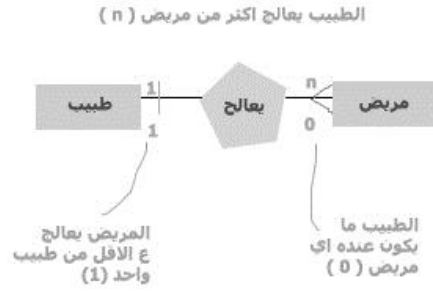 الطبيب يعالج اكثر من مريض ( n )
1
n
طبيب
يعالج
مريض
1
0
المريض يعالج
ع الاقل من طبيب
واحد (1)
الطبيب ما
يكون عنده اي
مريض ( 0 )